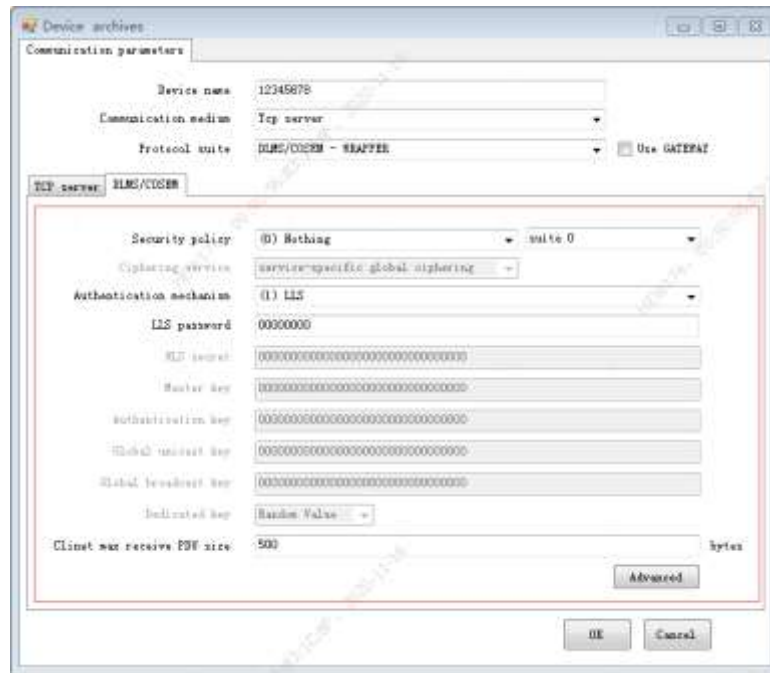 Device archives
Communication parameters
Device name 12345678
Communication medium Tcp server
Protocol suite DLMS/COSEM - WRAPPER Use GATEWAY
TCP server DLMS/COSEM
Security policy (0) Nothing suite 0
Ciphering service service-specific global ciphering
Authentication mechanism (1) LLS
LLS password 00000000
HLS secret 00000000000000000000000000000000
Master key 00000000000000000000000000000000
Authentication key 00000000000000000000000000000000
Global unicast key 00000000000000000000000000000000
Global broadcast key 00000000000000000000000000000000
Dedicated key Random Value
Clinet max receive PDU size 500 bytes
Advanced
OK Cancel